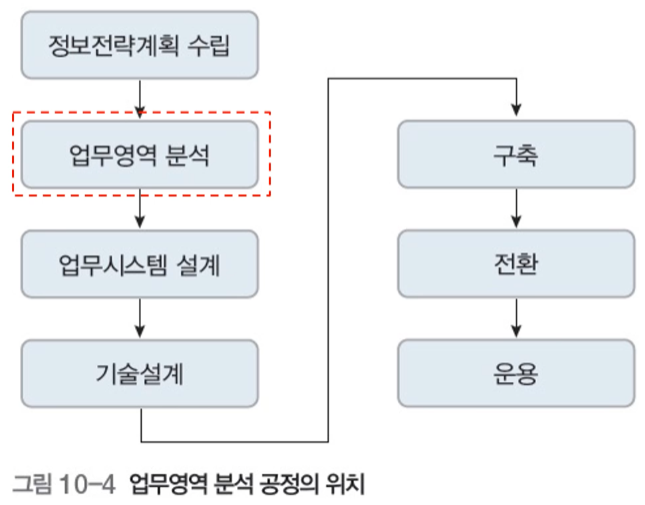 정보전략계획 수립
업무영역 분석
업무시스템 설계
기술설계
구축
전환
운용
그림 10-4 업무영역 분석 공정의 위치